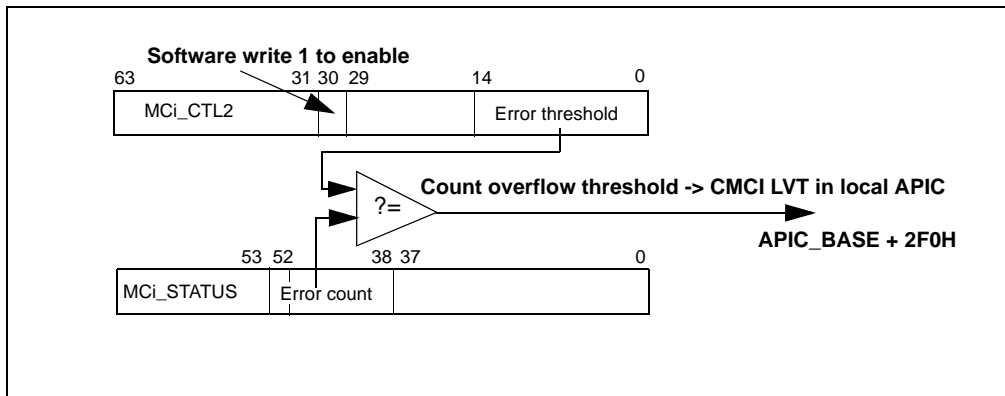 Software write 1 to enable
63 31 30 29 14 0
MCi_CTL2 Error threshold
?=
Count overflow threshold -> CMCI LVT in local APIC
APIC_BASE + 2F0H
53 52 38 37 0
MCi_STATUS Error count